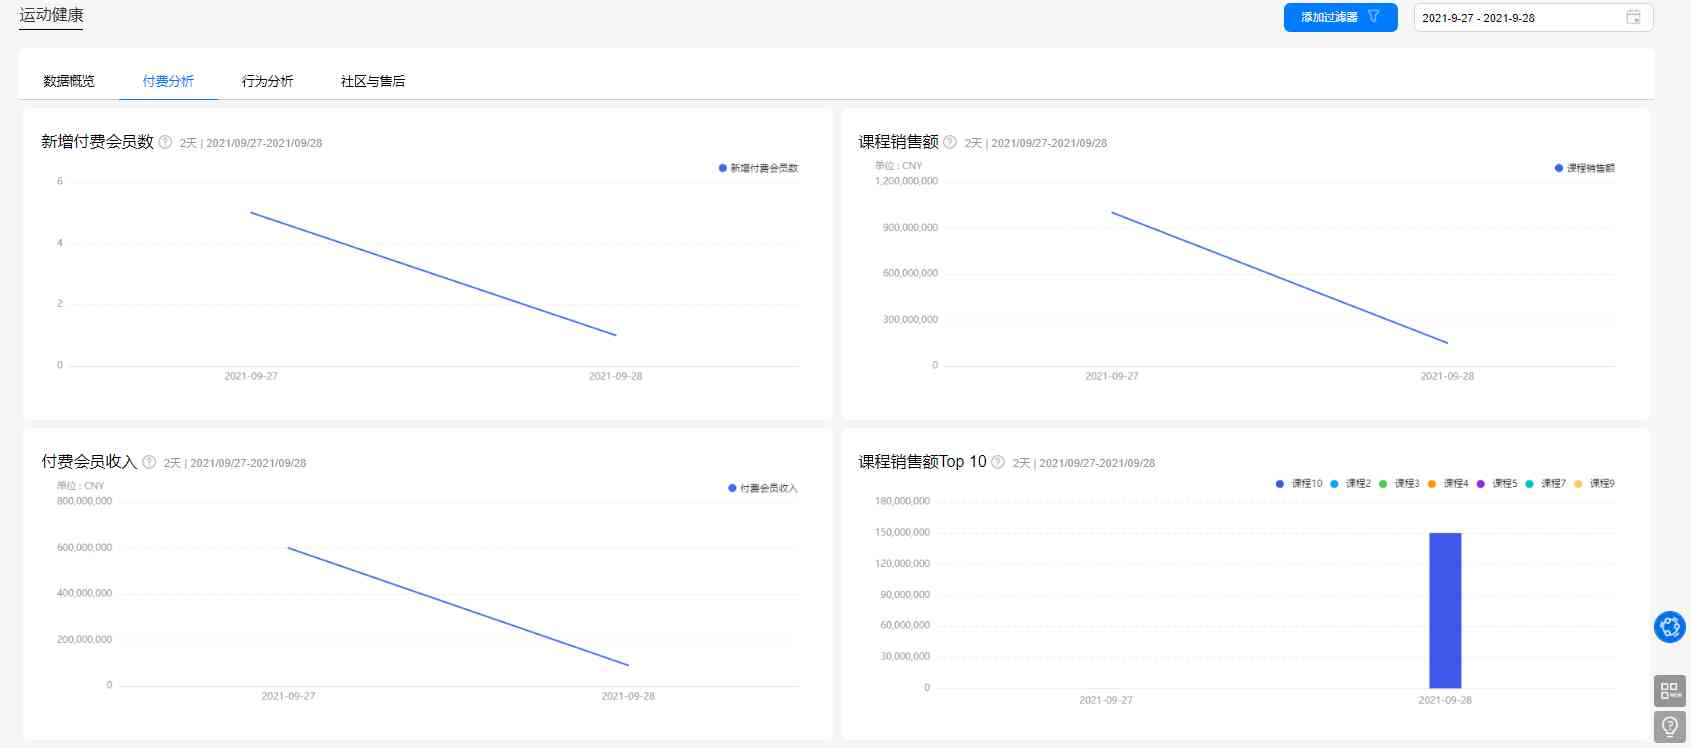 运动健康
添加过滤器
2021-9-27 - 2021-9-28
数据概览 付费分析 行为分析 社区与售后
新增付费会员数 2天 | 2021/09/27-2021/09/28
新增付费会员数
6
4
2
0
2021-09-27 2021-09-28
课程销售额 2天 | 2021/09/27-2021/09/28
单位 : CNY
课程销售额
1,200,000,000
900,000,000
600,000,000
300,000,000
0
2021-09-27 2021-09-28
付费会员收入 2天 | 2021/09/27-2021/09/28
单位 : CNY
付费会员收入
800,000,000
600,000,000
400,000,000
200,000,000
0
2021-09-27 2021-09-28
课程销售额Top 10 2天 | 2021/09/27-2021/09/28
课程10 课程2 课程3 课程4 课程5 课程7 课程9
180,000,000
150,000,000
120,000,000
90,000,000
60,000,000
30,000,000
0
2021-09-27 2021-09-28
NEW